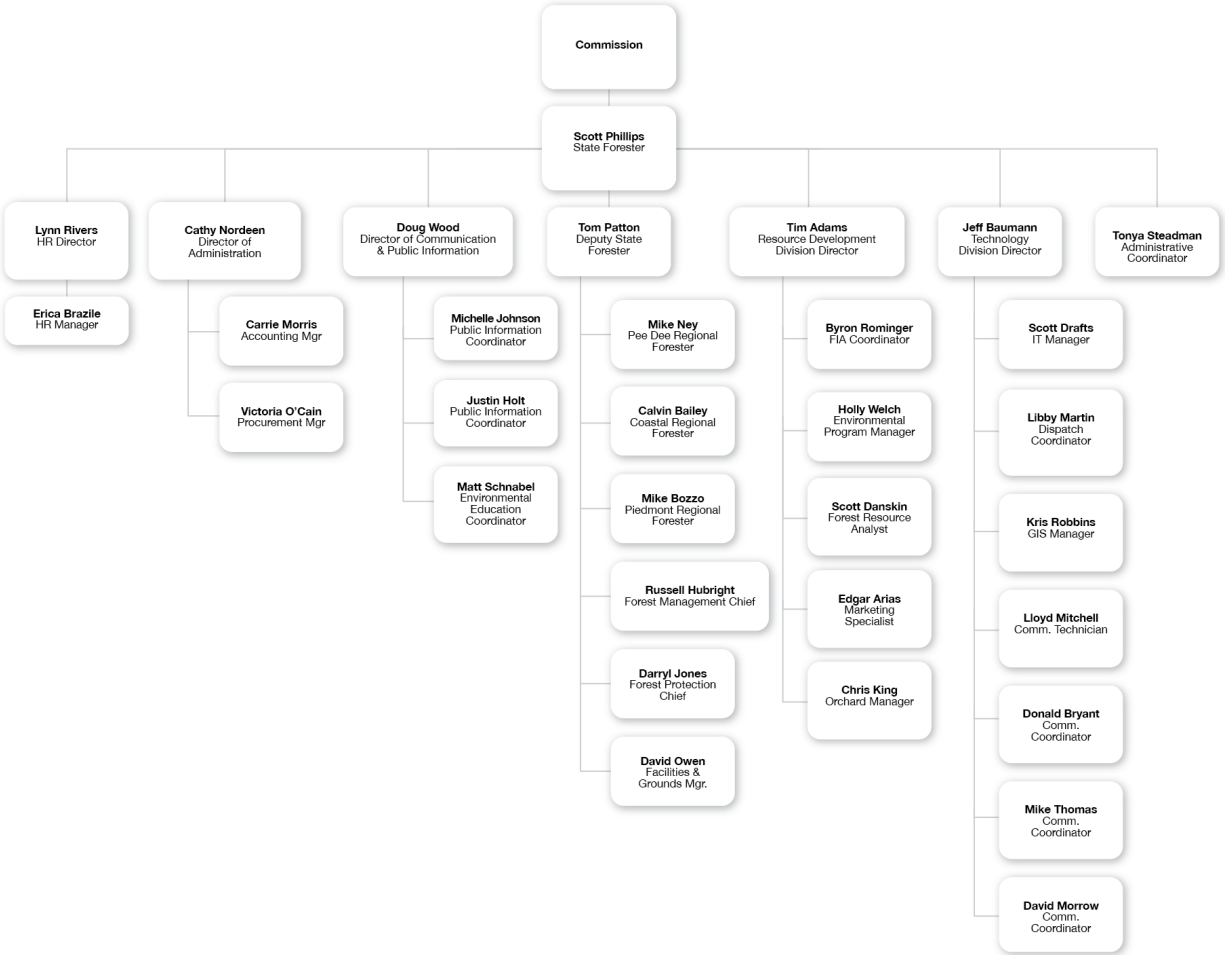 Commission
Scott Phillips
State Forester
Lynn Rivers
HR Director
Erica Brazile
HR Manager
Cathy Nordeen
Director of
Administration
Carrie Morris
Accounting Mgr
Victoria O'Cain
Procurement Mgr
Doug Wood
Director of Communication
& Public Information
Michelle Johnson
Public Information
Coordinator
Justin Holt
Public Information
Coordinator
Matt Schnabel
Environmental
Education
Coordinator
Tom Patton
Deputy State
Forester
Mike Ney
Pee Dee Regional
Forester
Calvin Bailey
Coastal Regional
Forester
Mike Bozzo
Piedmont Regional
Forester
Russell Hubright
Forest Management Chief
Darryl Jones
Forest Protection
Chief
David Owen
Facilities &
Grounds Mgr.
Tim Adams
Resource Development
Division Director
Byron Rominger
FIA Coordinator
Holly Welch
Environmental
Program Manager
Scott Danskin
Forest Resource
Analyst
Edgar Arias
Marketing
Specialist
Chris King
Orchard Manager
Jeff Baumann
Technology
Division Director
Scott Drafts
IT Manager
Libby Martin
Dispatch
Coordinator
Kris Robbins
GIS Manager
Lloyd Mitchell
Comm. Technician
Donald Bryant
Comm.
Coordinator
Mike Thomas
Comm.
Coordinator
David Morrow
Comm.
Coordinator
Tonya Steadman
Administrative
Coordinator